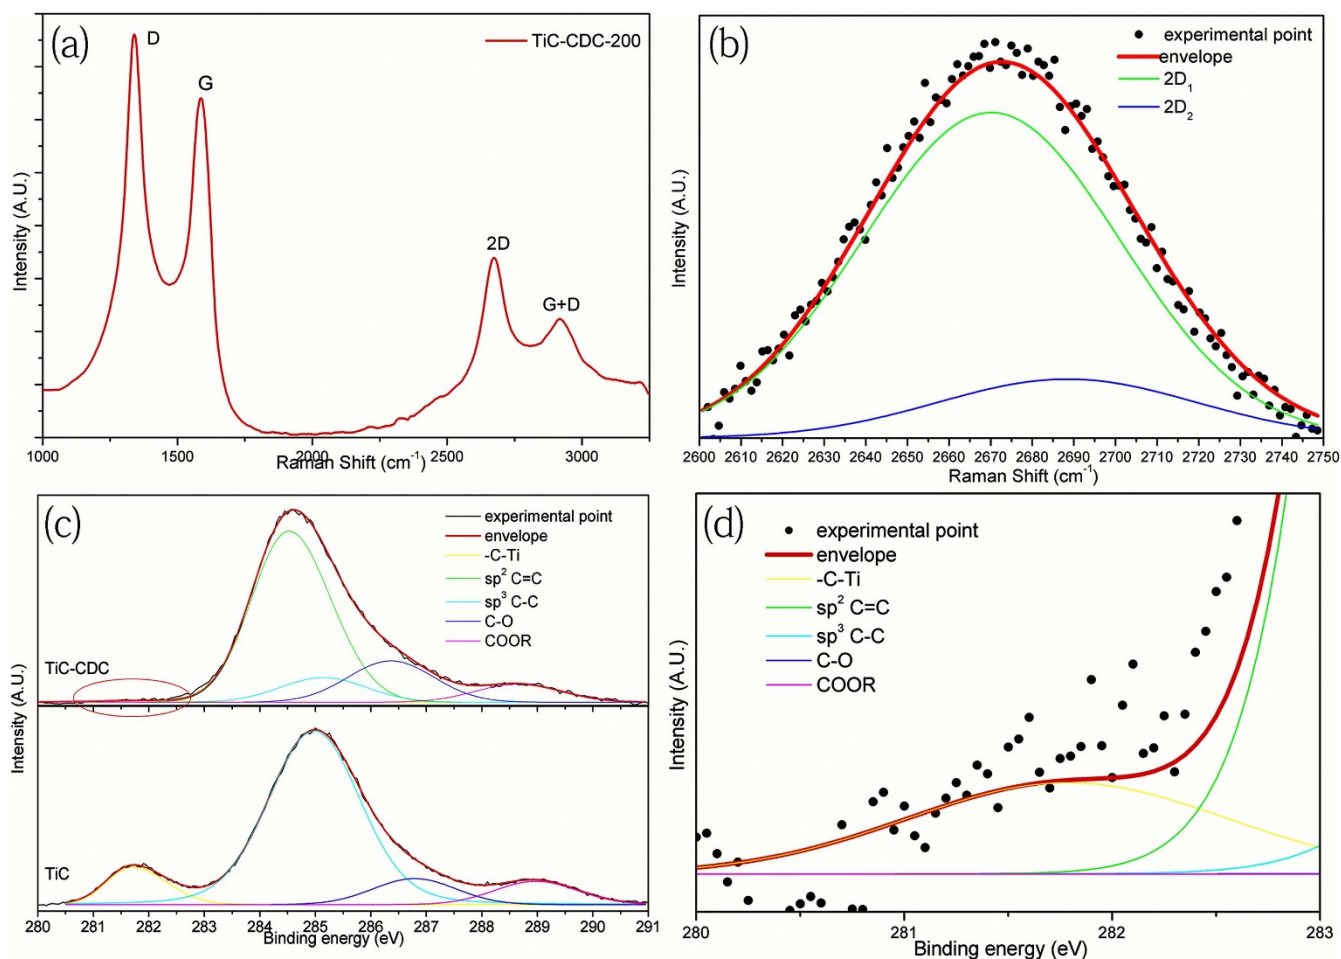 (a)
D
G
2D
G+D
TiC-CDC-200
Intensity (A.U.)
1000 1500 2000 2500 3000
Raman Shift (cm⁻¹)
(b)
experimental point
envelope
2D₁
2D₂
Intensity (A.U.)
2600 2610 2620 2630 2640 2650 2660 2670 2680 2690 2700 2710 2720 2730 2740 2750
Raman Shift (cm⁻¹)
(c)
experimental point
envelope
-C-Ti
sp² C=C
sp³ C-C
C-O
COOR
TiC-CDC
TiC
Intensity (A.U.)
280 281 282 283 284 285 286 287 288 289 290 291
Binding energy (eV)
(d)
experimental point
envelope
-C-Ti
sp² C=C
sp³ C-C
C-O
COOR
Intensity (A.U.)
280 281 282 283
Binding energy (eV)